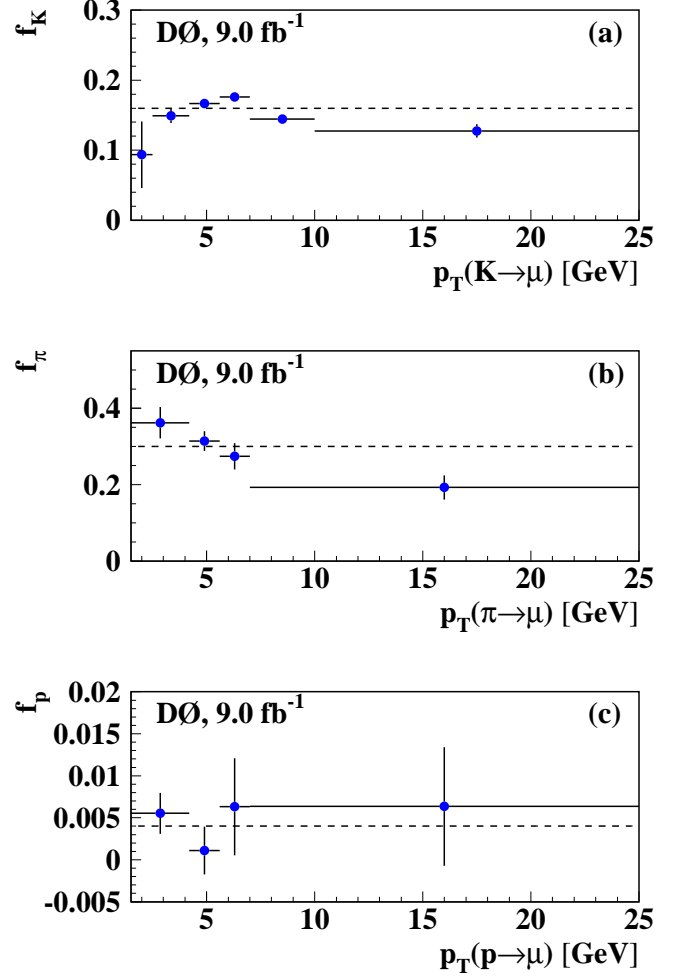 f_K
DØ, 9.0 fb⁻¹
(a)
0.3
0.2
0.1
0
5 10 15 20 25
p_T(K→μ) [GeV]
f_π
DØ, 9.0 fb⁻¹
(b)
0.4
0.2
0
5 10 15 20 25
p_T(π→μ) [GeV]
f_p
DØ, 9.0 fb⁻¹
(c)
0.02
0.015
0.01
0.005
0
-0.005
5 10 15 20 25
p_T(p→μ) [GeV]